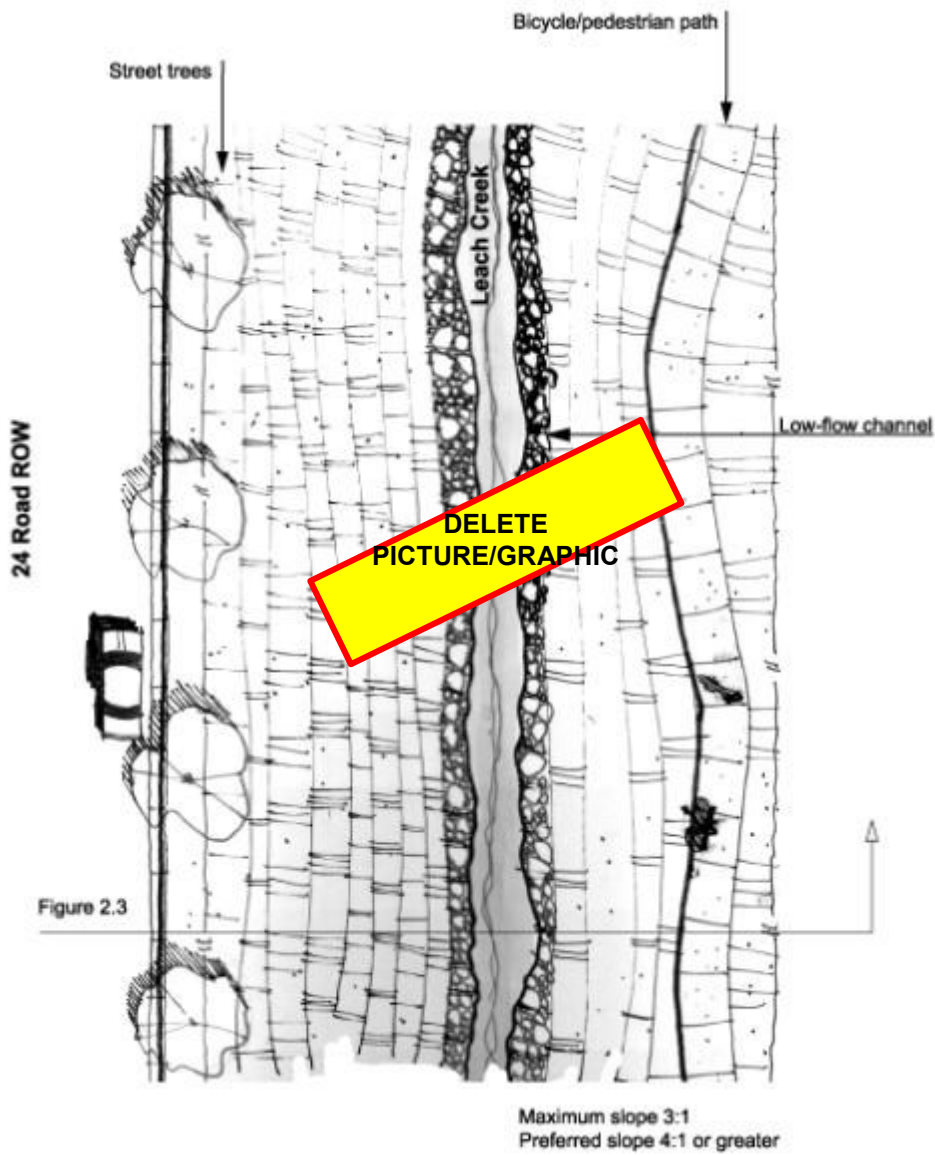 Bicycle/pedestrian path
Street trees
Leach Creek
Low-flow channel
24 Road ROW
DELETE
PICTURE/GRAPHIC
Figure 2.3
Maximum slope 3:1
Preferred slope 4:1 or greater